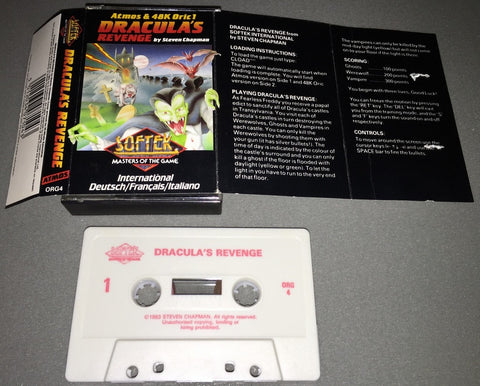 Atmos & 48K Oric 1
DRACULA'S
REVENGE by Steven Chapman
SOFTEK
MASTERS OF THE GAME
International
Deutsch/Français/Italiano
SOFTEK
DRACULA'S REVENGE
ATMOS
ORG4
DRACULA'S REVENGE from
SOFTEK INTERNATIONAL
by STEVEN CHAPMAN
LOADING INSTRUCTIONS:
To load the game just type:
CLOAD
The game will automatically start when
loading is complete. You will find
Atmos version on Side 1 and 48K Oric
version on Side 2.
PLAYING DRACULA'S REVENGE:
As Fearless Freddy you receive a papal
edict to savage all of Dracula's castles
in Transylvania. You visit each of
Dracula's castles in turn destroying the
Werewolves, Ghosts and Vampires in
each castle. You can only kill the
Werewolves by shooting them with
your gun (it has silver bullets!). The
time of day is indicated by the colour of
the castle's surround and you can only
kill a ghost if the floor is flooded with
daylight (yellow or green). To let the
light in you have to run to the very end
of that floor.
The vampires can only be killed by the
mid-day light (yellow) but will not come
to your floor if the light is there.
SCORING
Ghosts 100 points
Werewolf 200 points
Vampire 300 points
You begin with three lives. Good Luck!
You can freeze the motion by pressing
the 'RET' key. The 'DEL' key will
you from the training mode, and the 'S'
and 'E' keys turn the sound on and off
respectively.
CONTROLS:
To move around the screen use the
cursor keys and
SPACE bar to fire the bullets.
SOFTEK
DRACULA'S REVENGE
1
ORG
4
©1983 STEVEN CHAPMAN. All rights reserved.
Unauthorised copying, lending or
hiring prohibited.